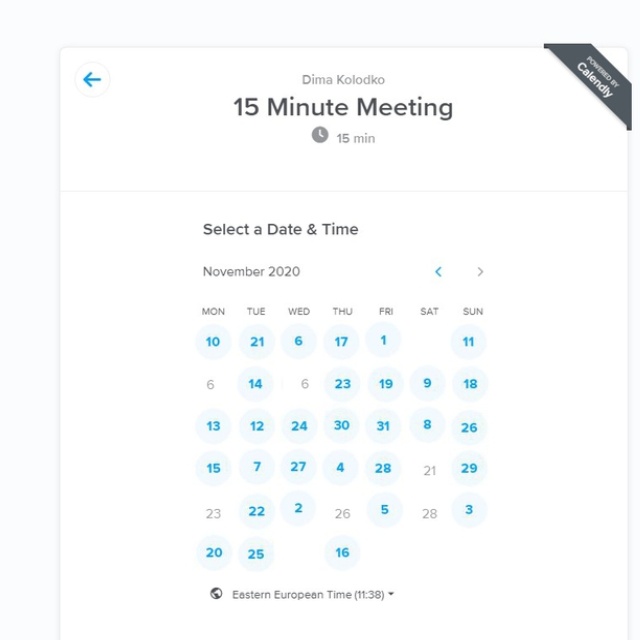 POWERED BY
Calendly
Dima Kolodko
15 Minute Meeting
15 min
Select a Date & Time
November 2020
MON TUE WED THU FRI SAT SUN
10 21 6 17 1 11
6 14 6 23 19 9 18
13 12 24 30 31 8 26
15 7 27 4 28 21 29
23 22 2 26 5 28 3
20 25 16
Eastern European Time (11:38)